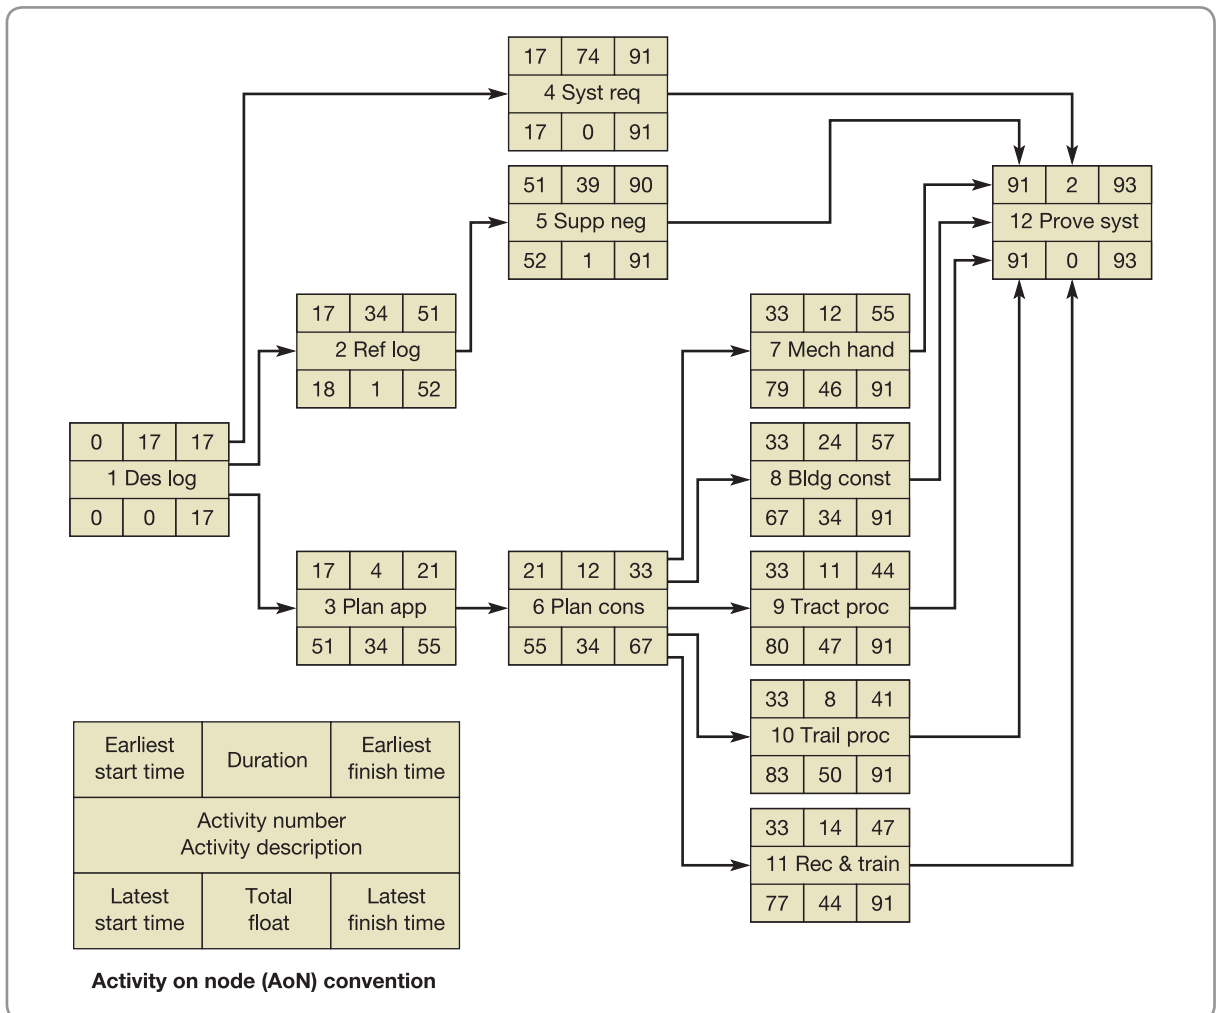 17 74 91
4 Syst req
17 0 91
51 39 90
5 Supp neg
52 1 91
91 2 93
12 Prove syst
91 0 93
17 34 51
2 Ref log
18 1 52
33 12 55
7 Mech hand
79 46 91
0 17 17
1 Des log
0 0 17
33 24 57
8 Bldg const
67 34 91
17 4 21
3 Plan app
51 34 55
21 12 33
6 Plan cons
55 34 67
33 11 44
9 Tract proc
80 47 91
33 8 41
10 Trail proc
83 50 91
33 14 47
11 Rec & train
77 44 91
Earliest
start time
Duration
Earliest
finish time
Activity number
Activity description
Latest
start time
Total
float
Latest
finish time
Activity on node (AoN) convention